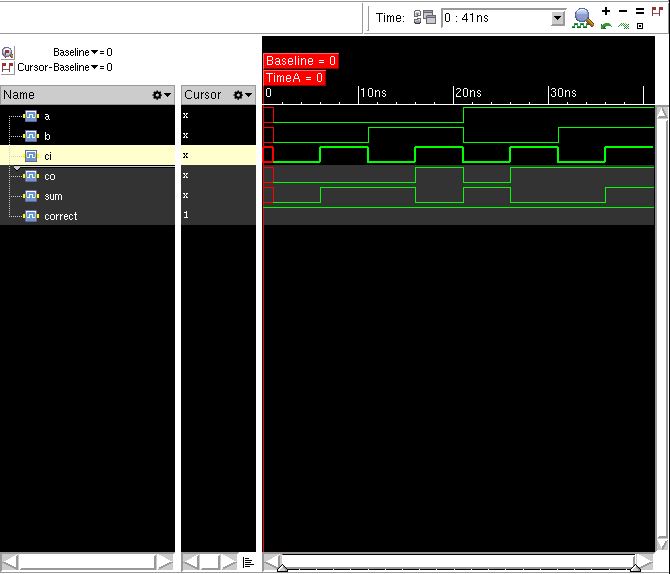 Time: 0 : 41ns
Baseline = 0
Cursor-Baseline = 0
Baseline = 0
TimeA = 0
Name Cursor 0 10ns 20ns 30ns
a x
b x
ci x
co x
sum x
correct 1